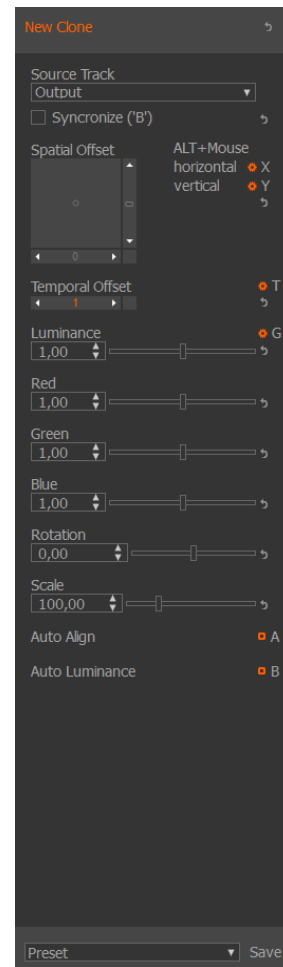 New Clone
Source Track
Output
Syncronize ('B')
Spatial Offset
ALT+Mouse
horizontal X
vertical Y
0
Temporal Offset T
1
Luminance G
1,00
Red
1,00
Green
1,00
Blue
1,00
Rotation
0,00
Scale
100,00
Auto Align A
Auto Luminance B
Preset Save